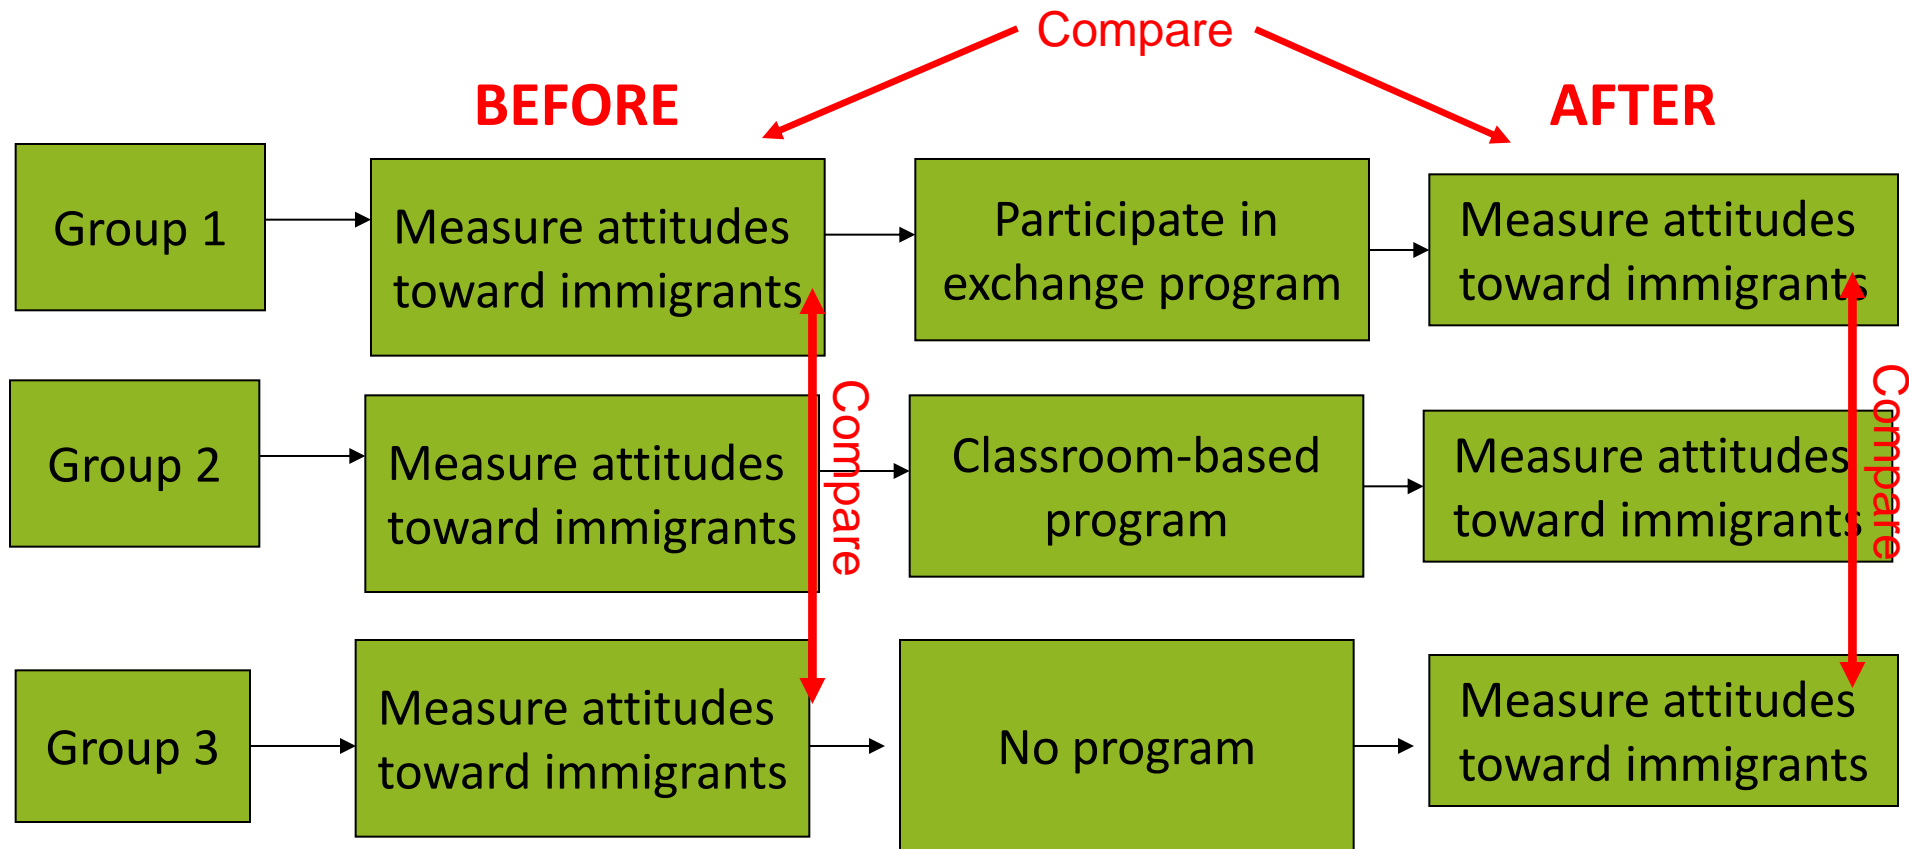 Compare
BEFORE
AFTER
Group 1
Measure attitudes
toward immigrants
Participate in
exchange program
Measure attitudes
toward immigrants
Compare
Compare
Group 2
Measure attitudes
toward immigrants
Classroom-based
program
Measure attitudes
toward immigrants
Group 3
Measure attitudes
toward immigrants
No program
Measure attitudes
toward immigrants